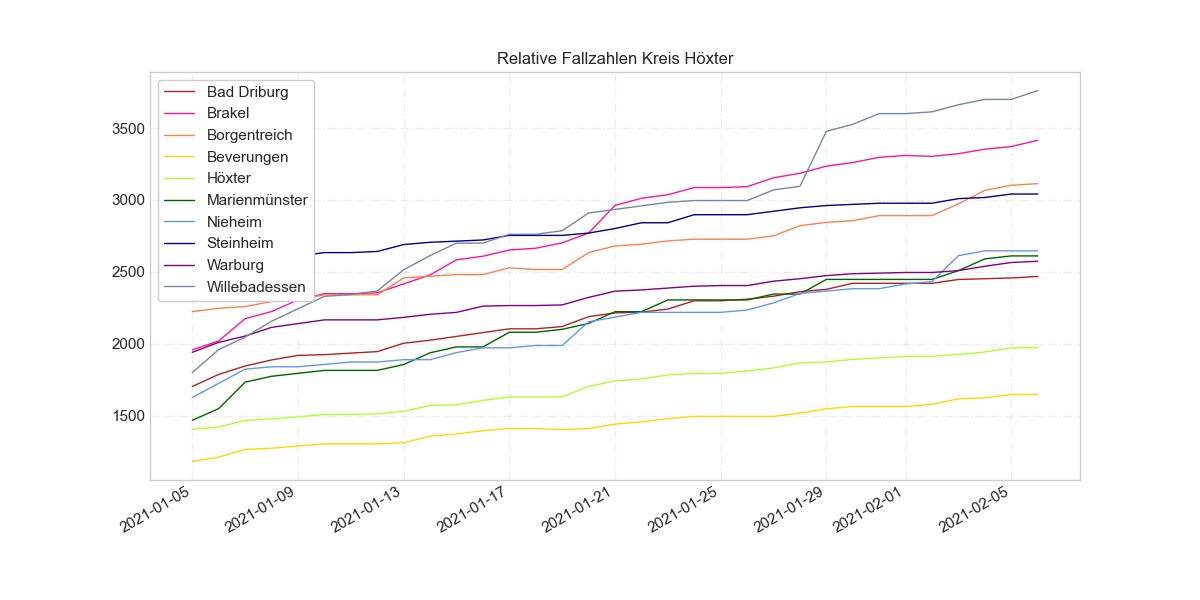 Relative Fallzahlen Kreis Höxter
Bad Driburg
Brakel
Borgentreich
Beverungen
Höxter
Marienmünster
Nieheim
Steinheim
Warburg
Willebadessen
3500
3000
2500
2000
1500
2021-01-05
2021-01-09
2021-01-13
2021-01-17
2021-01-21
2021-01-25
2021-01-29
2021-02-01
2021-02-05